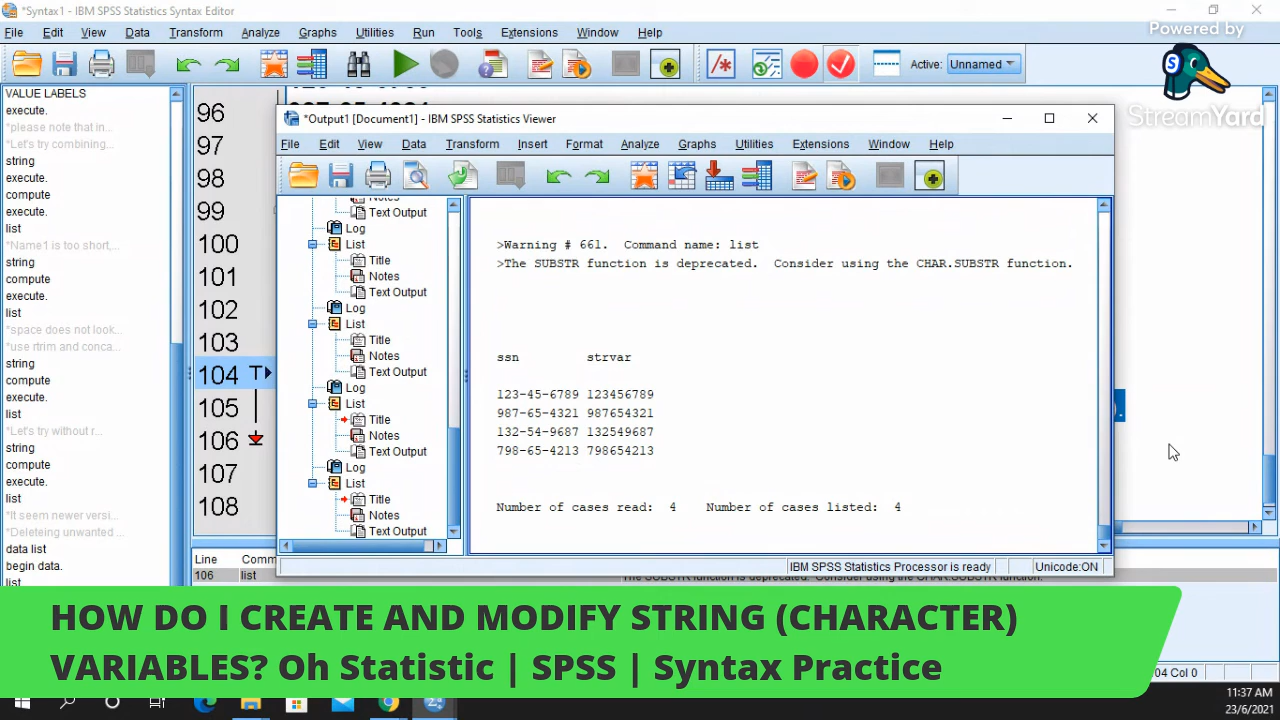 *Syntax1 - IBM SPSS Statistics Syntax Editor
File Edit View Data Transform Analyze Graphs Utilities Run Tools Extensions Window Help
Powered by
StreamYard
Active: Unnamed
VALUE LABELS
execute.
*please note that in...
*Let's try combining...
string
execute.
compute
execute.
list
*Name1 is too short,...
string
compute
execute.
list
*space does not look...
*use rtrim and conca...
string
compute
execute.
list
*Let's try without r...
string
compute
execute.
list
*It seem newer versi...
*Deleteing unwanted ...
data list
begin data.
list
96
97
98
99
100
101
102
103
104
105
106
107
108
*Output1 [Document1] - IBM SPSS Statistics Viewer
File Edit View Data Transform Insert Format Analyze Graphs Utilities Extensions Window Help
Notes
Text Output
Log
List
Title
Notes
Text Output
Log
List
Title
Notes
Text Output
Log
List
Title
Notes
Text Output
Log
List
Title
Notes
Text Output
>Warning # 661. Command name: list
>The SUBSTR function is deprecated. Consider using the CHAR.SUBSTR function.
ssn strvar
123-45-6789 123456789
987-65-4321 987654321
132-54-9687 132549687
798-65-4213 798654213
Number of cases read: 4 Number of cases listed: 4
IBM SPSS Statistics Processor is ready Unicode:ON
Line Comm
106 list
HOW DO I CREATE AND MODIFY STRING (CHARACTER)
VARIABLES? Oh Statistic | SPSS | Syntax Practice
04 Col 0
11:37 AM
23/6/2021